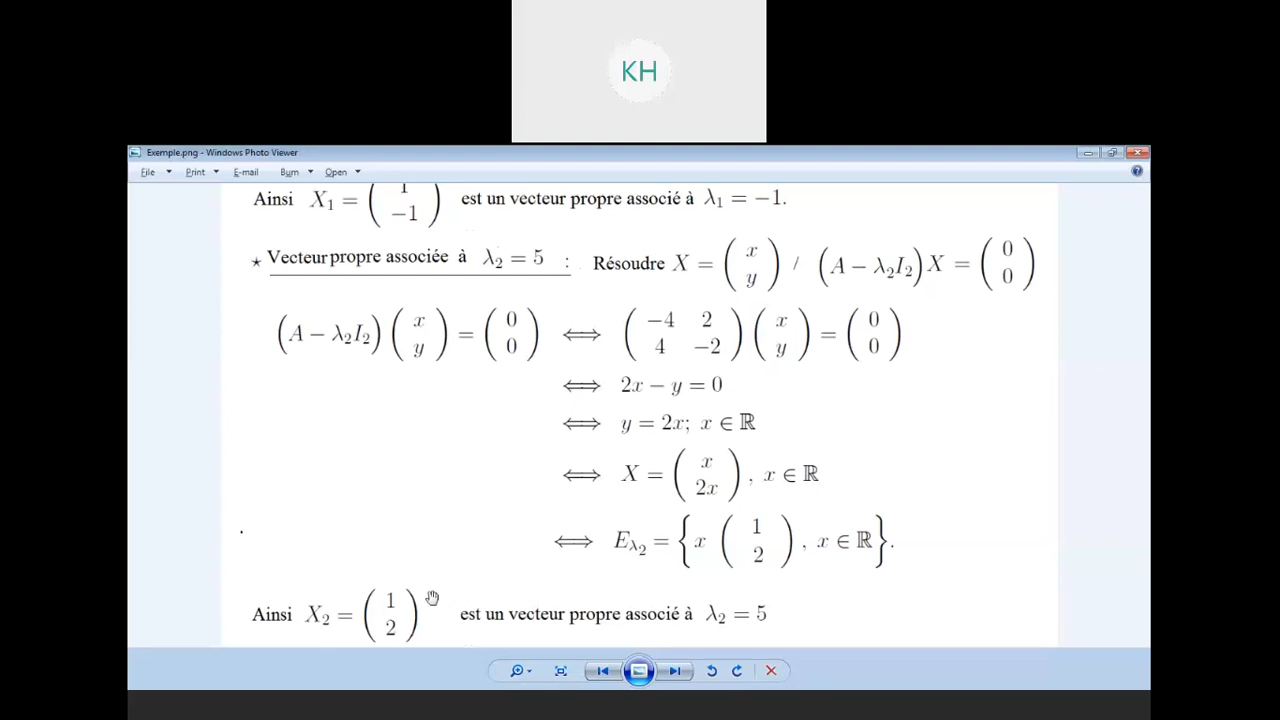 KH
Exemple.png - Windows Photo Viewer
File Print E-mail Burn Open
Ainsi X₁ = ( 1 −1 ) est un vecteur propre associé à λ₁ = −1.
⋆ Vecteur propre associée à λ₂ = 5 : Résoudre X = ( x y ) / (A − λ₂I₂)X = ( 0 0 )
(A − λ₂I₂) ( x y ) = ( 0 0 ) ⟺ ( −4 2 4 −2 ) ( x y ) = ( 0 0 )
⟺ 2x − y = 0
⟺ y = 2x; x ∈ ℝ
⟺ X = ( x 2x ) , x ∈ ℝ
⟺ E_λ₂ = { x ( 1 2 ) , x ∈ ℝ }.
Ainsi X₂ = ( 1 2 ) est un vecteur propre associé à λ₂ = 5